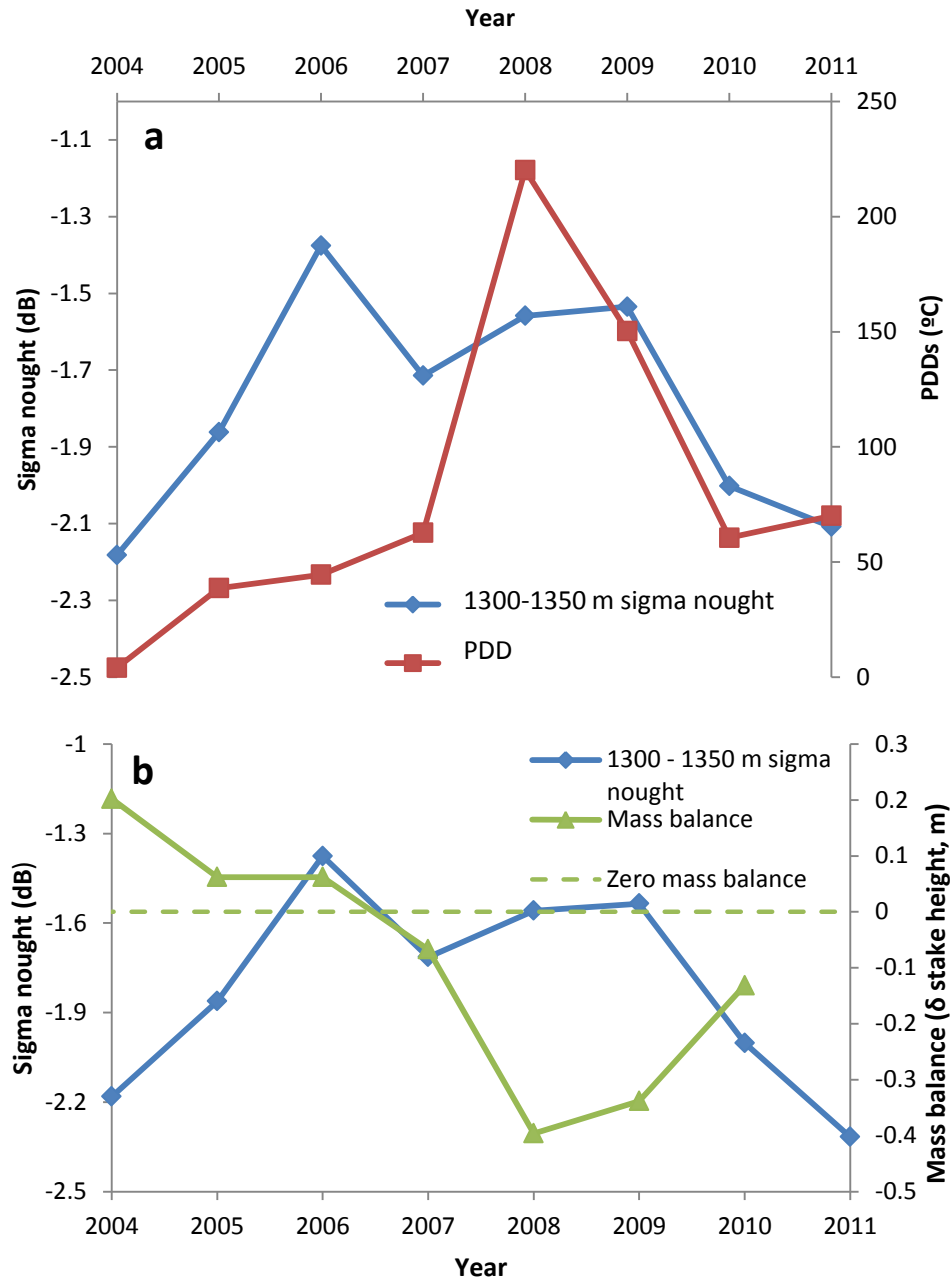 Year
2004 2005 2006 2007 2008 2009 2010 2011
a
-1.1
-1.3
-1.5
-1.7
-1.9
-2.1
-2.3
-2.5
Sigma nought (dB)
250
200
150
100
50
0
PDDs (ºC)
1300-1350 m sigma nought
PDD
b
-1
-1.3
-1.6
-1.9
-2.2
-2.5
Sigma nought (dB)
1300 - 1350 m sigma
nought
Mass balance
Zero mass balance
0.3
0.2
0.1
0
-0.1
-0.2
-0.3
-0.4
-0.5
Mass balance (δ stake height, m)
2004 2005 2006 2007 2008 2009 2010 2011
Year